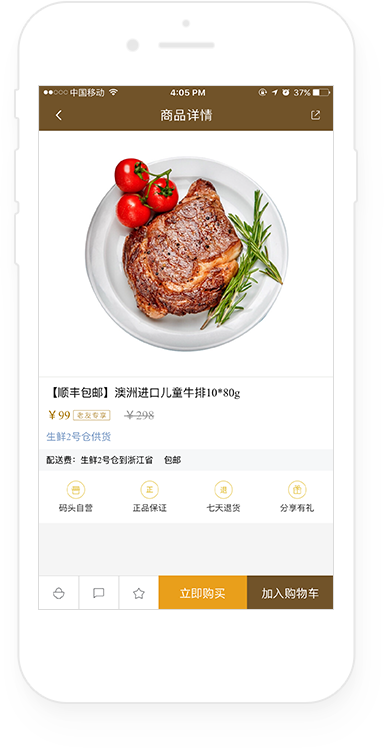 中国移动 4:05 PM 37%
商品详情
【顺丰包邮】澳洲进口儿童牛排10*80g
￥99 老友专享 ￥298
生鲜2号仓供货
配送费：生鲜2号仓到浙江省 包邮
正 退
码头自营 正品保证 七天退货 分享有礼
立即购买 加入购物车